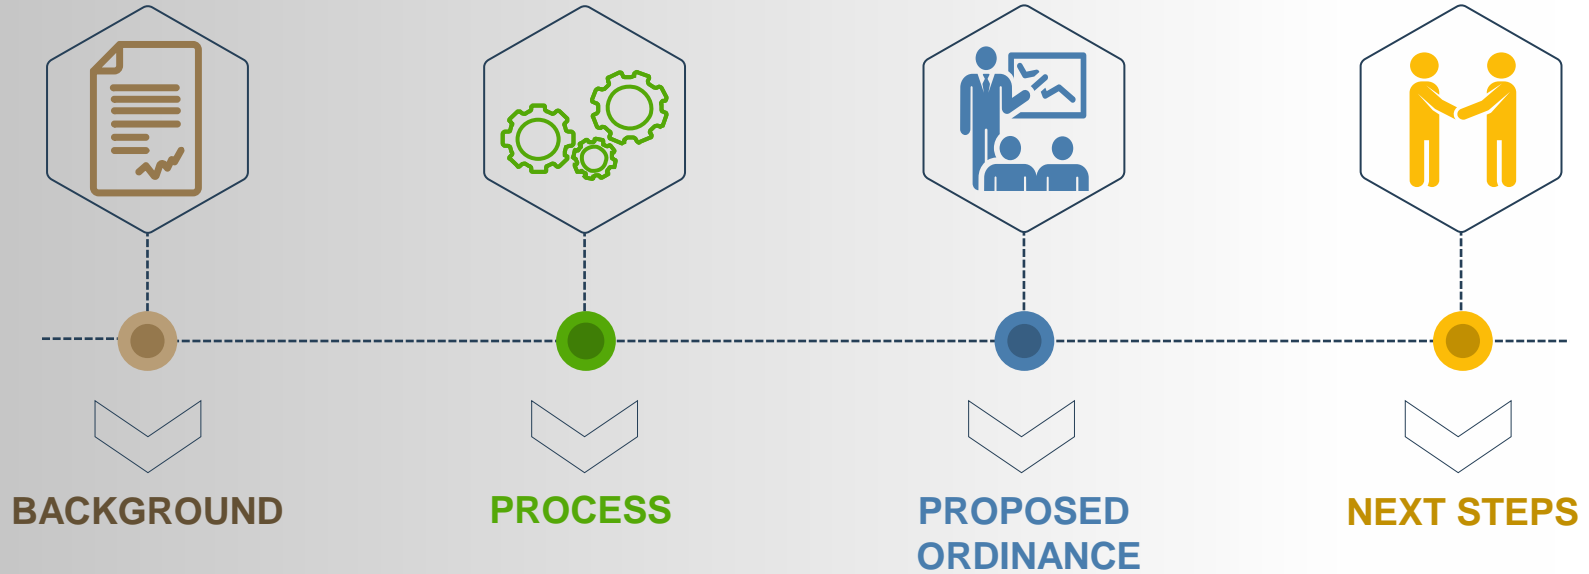 BACKGROUND
PROCESS
PROPOSED
ORDINANCE
NEXT STEPS